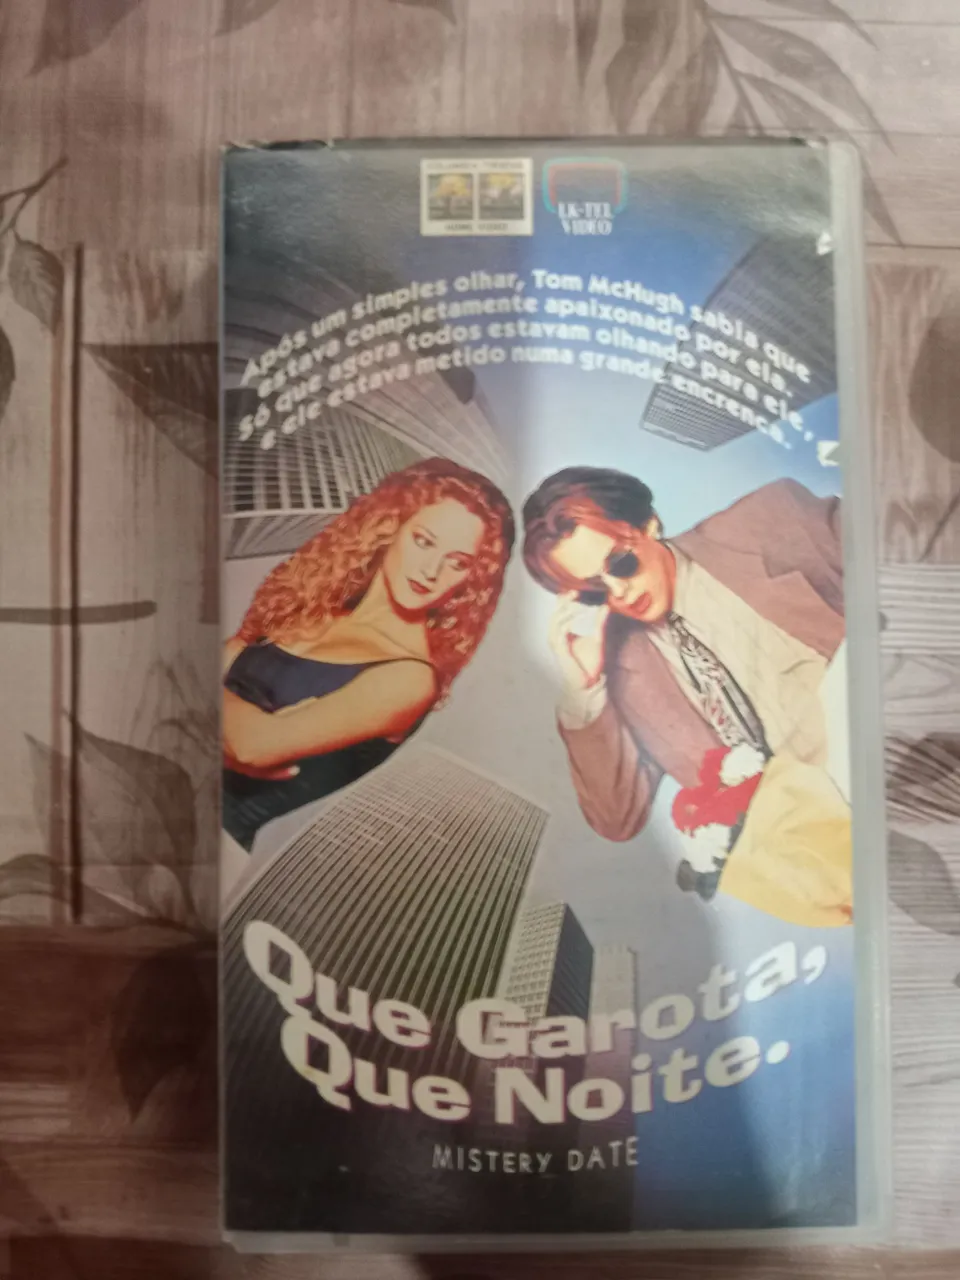 COLUMBIA TRISTAR
HOME VIDEO
LK-TEL
VIDEO
Após um simples olhar, Tom McHugh sabia que
estava completamente apaixonado por ela.
Só que agora todos estavam olhando para ele,
e ele estava metido numa grande encrenca.
Que Garota,
Que Noite.
MISTERY DATE